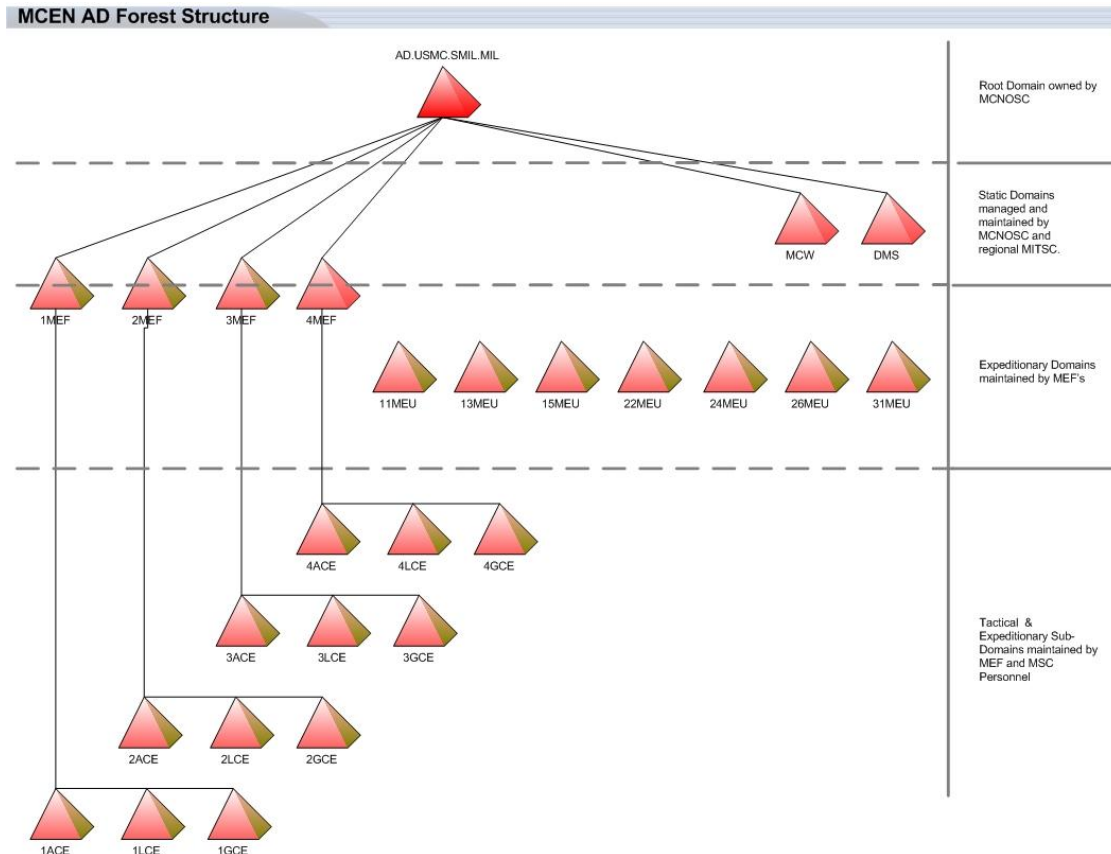 MCEN AD Forest Structure
AD.USMC.SMIL.MIL
Root Domain owned by
MCNOSC
Static Domains
managed and
maintained by
MCNOSC and
regional MITSC.
MCW
DMS
1MEF
2MEF
3MEF
4MEF
Expeditionary Domains
maintained by MEF's
11MEU
13MEU
15MEU
22MEU
24MEU
26MEU
31MEU
4ACE
4LCE
4GCE
Tactical &
Expeditionary Sub-
Domains maintained by
MEF and MSC
Personnel
3ACE
3LCE
3GCE
2ACE
2LCE
2GCE
1ACE
1LCE
1GCE